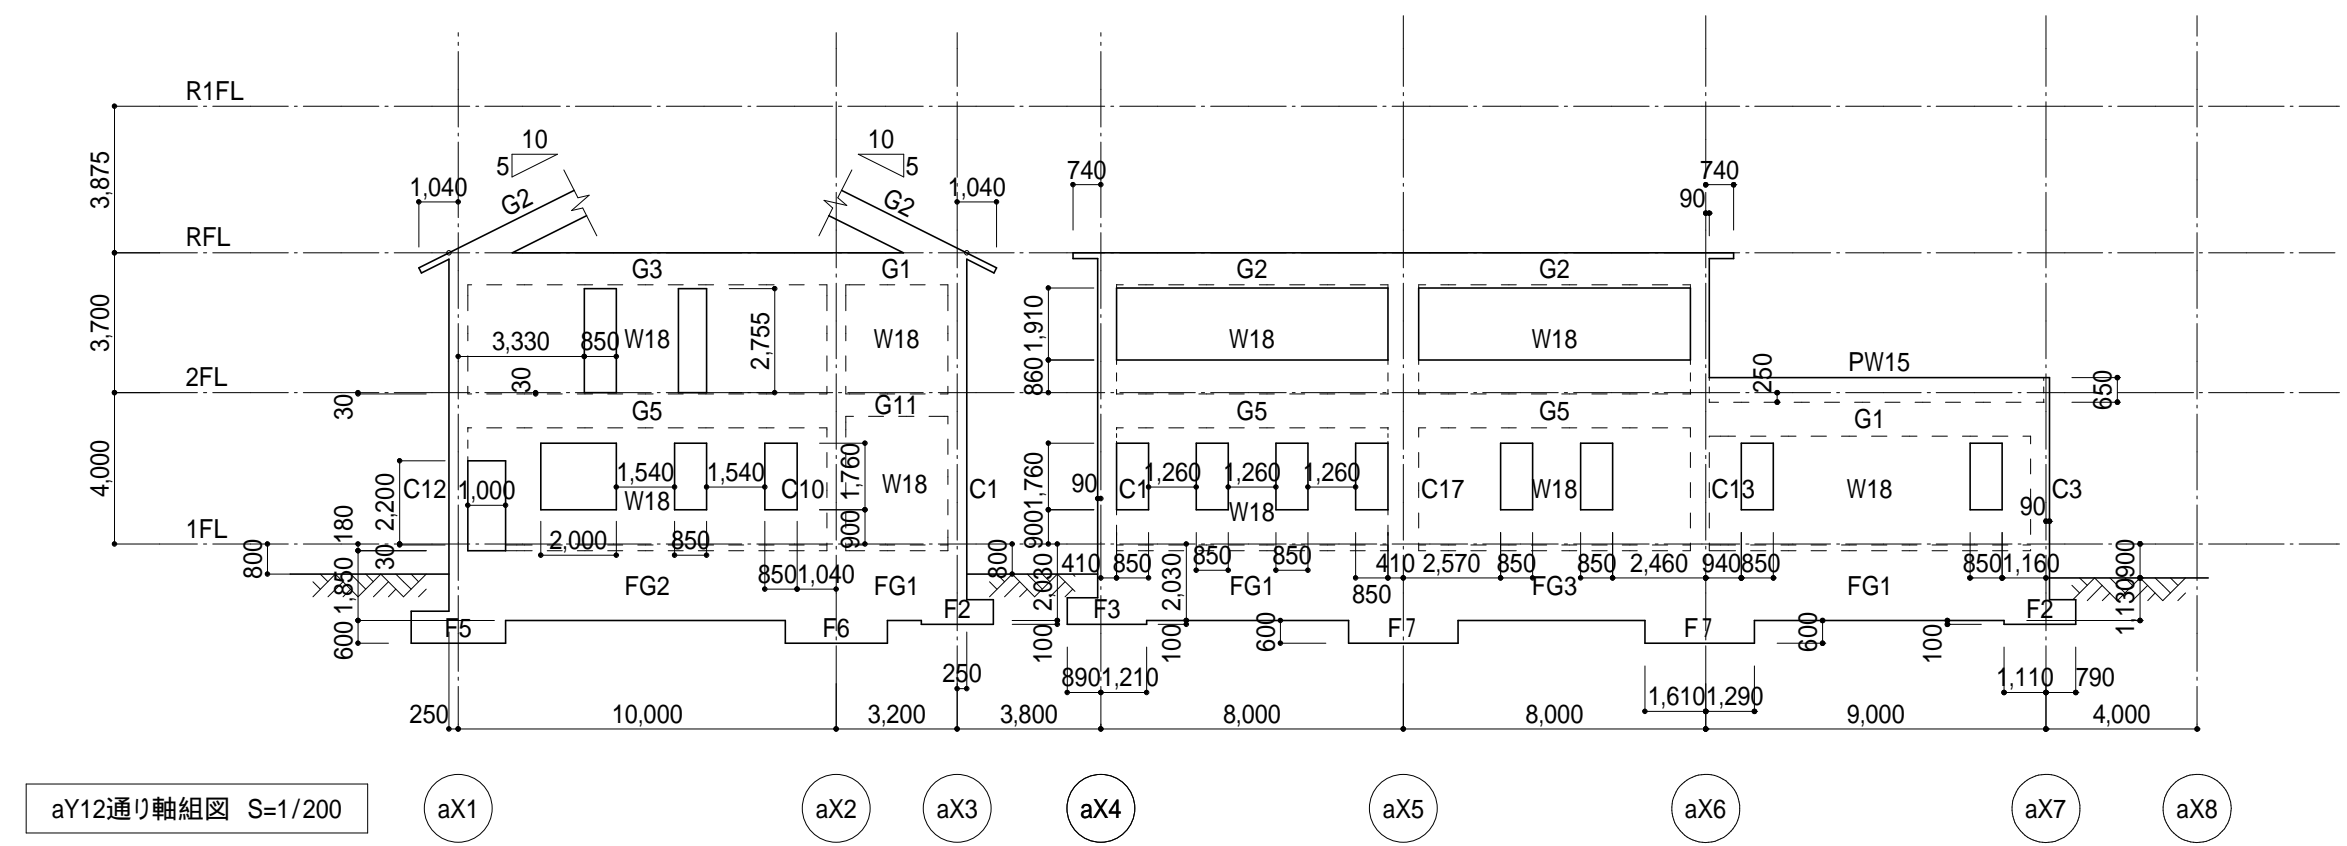 R1FL
10
10
5
5
3,875
740
740
1,040
1,040
90
G2
G2
RFL
G3
G1
G2
G2
3,700
1,910
2,755
W18
W18
W18
W18
3,330
850
PW15
2FL
30
860
250
650
30
G5
G11
G5
G5
G1
4,000
2,200
1,760
1,760
1,540
1,540
1,260
1,260
1,260
C12
1,000
W18
C10
W18
C1
90
C1
W18
C17
W18
C13
W18
C3
90
1FL
180
900
900
800
30
2,000
850
800
410
850
850
850
410
2,570
850
850
2,460
940
850
850
1,160
900
1,850
FG2
850
1,040
FG1
2,030
FG1
2,030
850
FG3
FG1
1130
F5
F6
F2
F3
F7
F7
F2
600
100
100
600
600
100
250
890
1,210
1,610
1,290
1,110
790
250
10,000
3,200
3,800
8,000
8,000
9,000
4,000
aY12通り軸組図 S=1/200
aX1
aX2
aX3
aX4
aX5
aX6
aX7
aX8